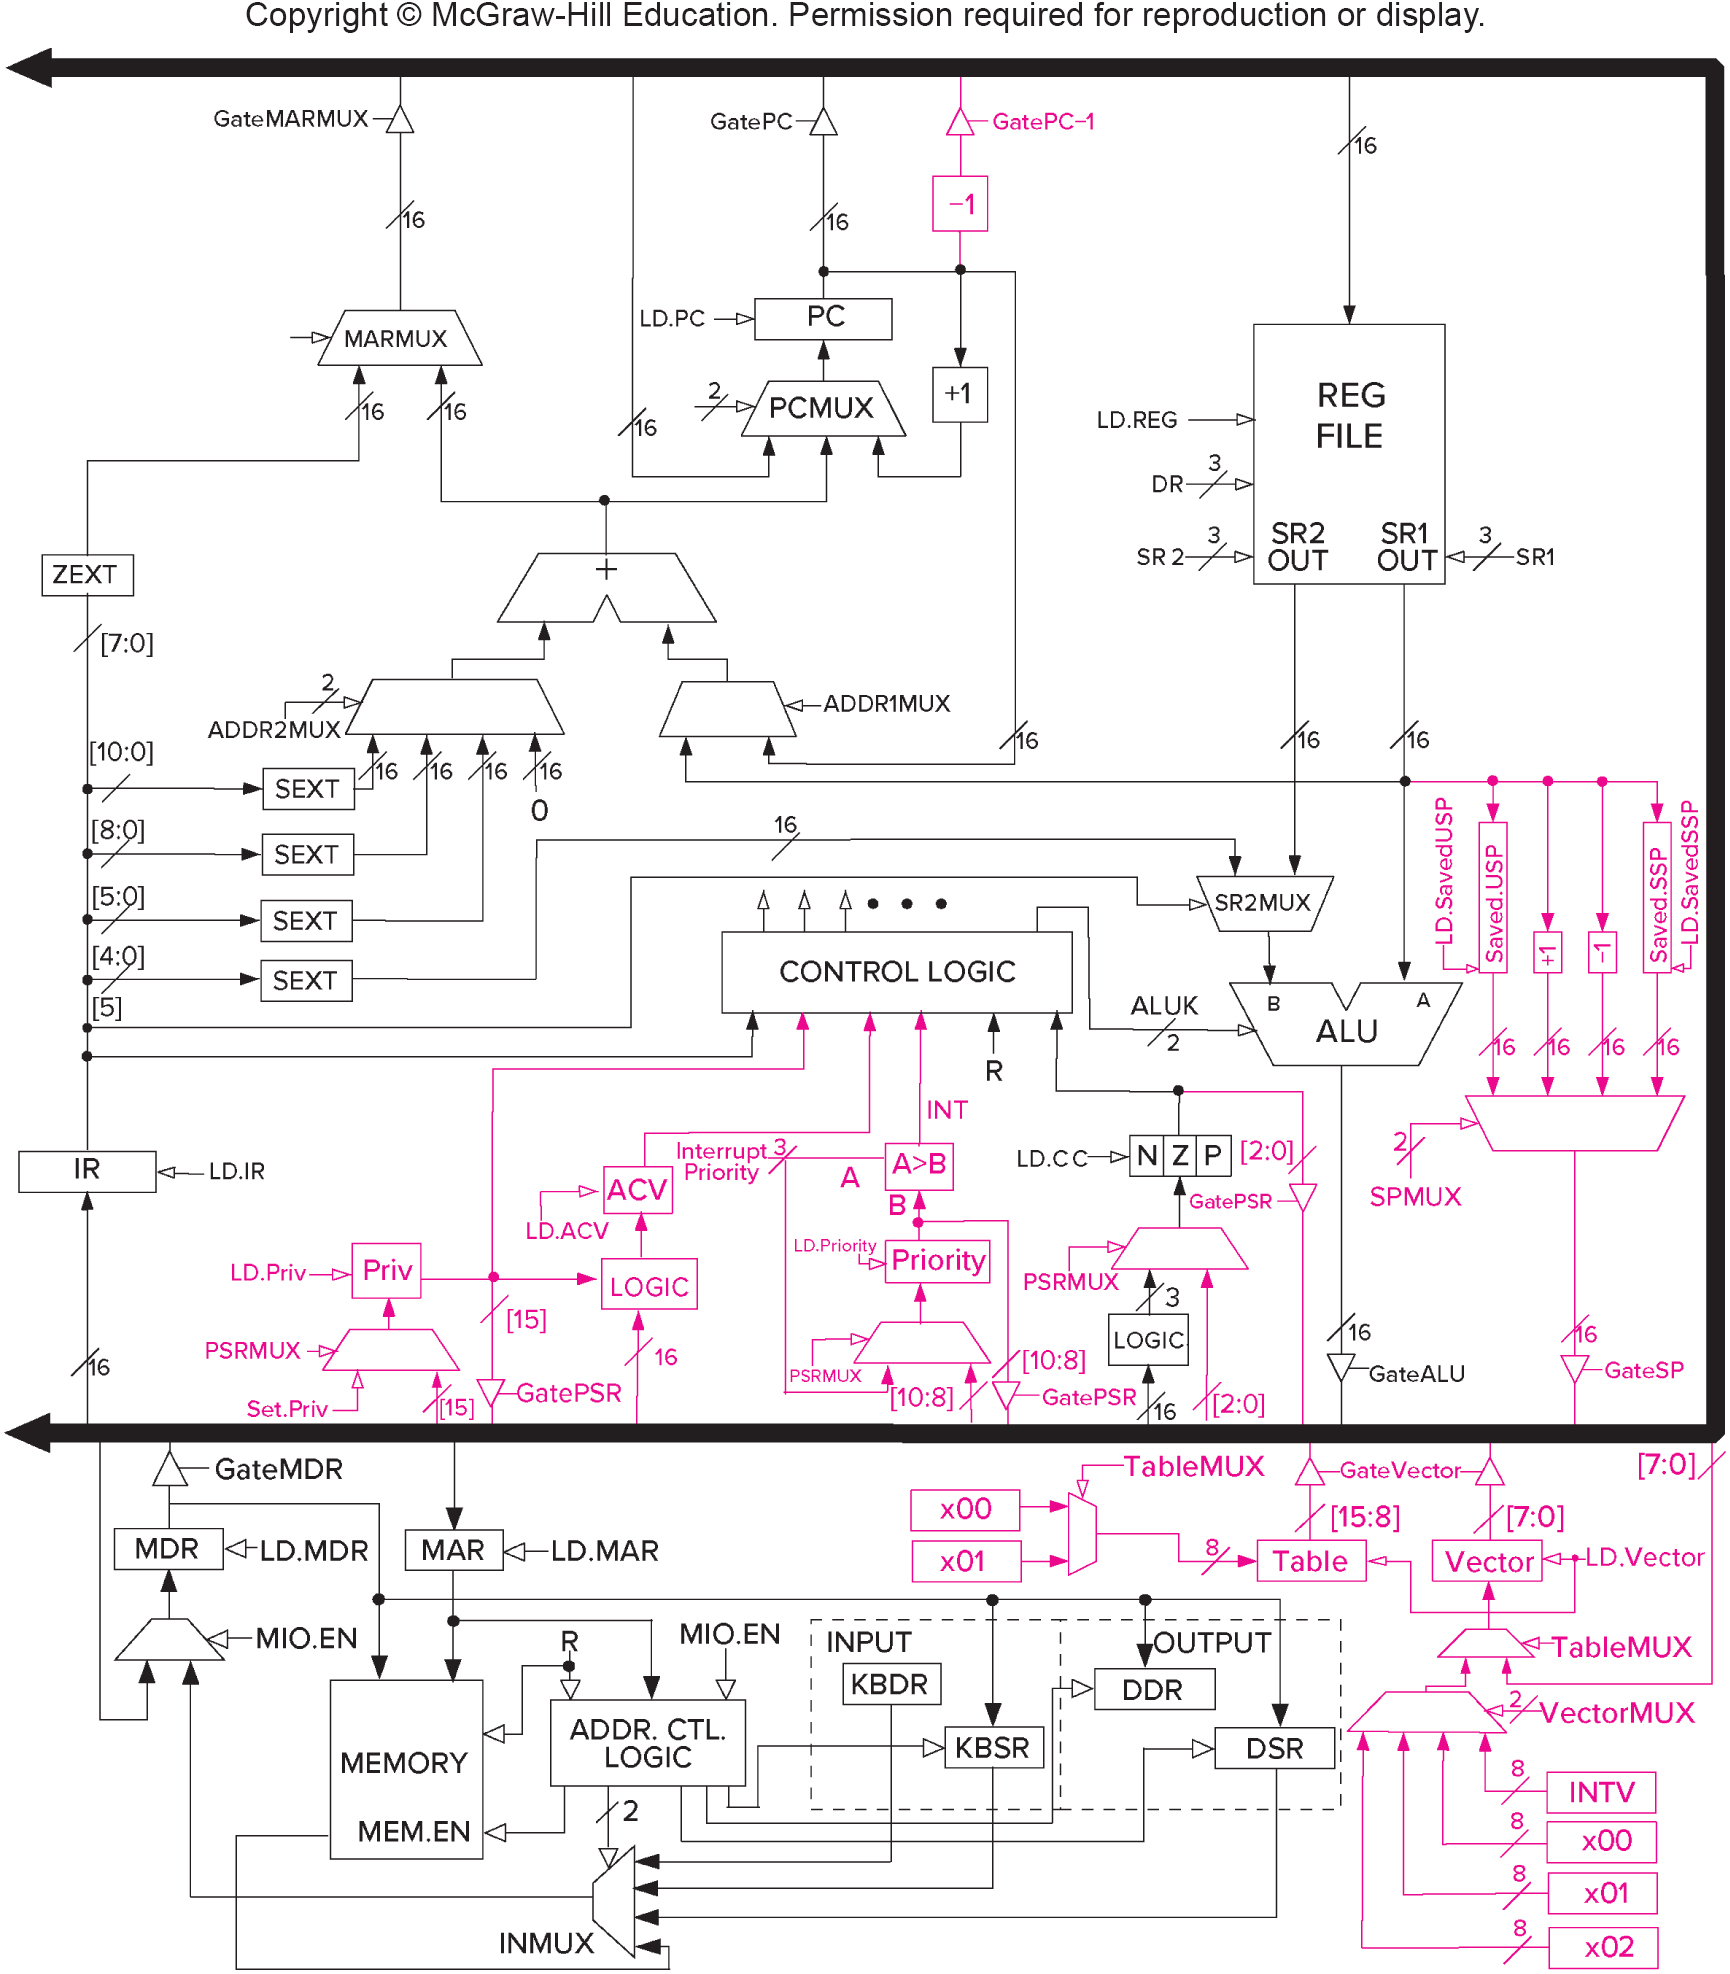 Copyright © McGraw-Hill Education. Permission required for reproduction or display.
GateMARMUX
GatePC
GatePC-1
16
-1
16
16
LD.PC
PC
MARMUX
2
PCMUX
+1
16
16
16
REG
FILE
LD.REG
3
DR
SR2
OUT
SR1
OUT
3
SR 2
3
SR1
ZEXT
+
[7:0]
2
ADDR2MUX
ADDR1MUX
16
16
16
[10:0]
16
16
16
16
SEXT
0
[8:0]
SEXT
16
[5:0]
SEXT
[4:0]
SEXT
[5]
SR2MUX
LD.SavedUSP
Saved.USP
+1
-1
Saved.SSP
LD.SavedSSP
CONTROL LOGIC
B
A
ALU
ALUK
2
16
16
16
16
R
INT
Interrupt
Priority
3
A
A>B
B
LD.CC
N Z P
[2:0]
2
SPMUX
IR
LD.IR
ACV
LD.ACV
GatePSR
LD.Priority
Priority
LD.Priv
Priv
LOGIC
PSRMUX
3
[15]
LOGIC
16
16
PSRMUX
16
16
PSRMUX
[10:8]
GateALU
GateSP
Set.Priv
[15]
GatePSR
[10:8]
GatePSR
16
[2:0]
GateMDR
TableMUX
GateVector
[7:0]
x00
[15:8]
[7:0]
MDR
LD.MDR
MAR
LD.MAR
x01
8
Table
Vector
LD.Vector
MIO.EN
R
MIO.EN
INPUT
OUTPUT
TableMUX
KBDR
DDR
2
VectorMUX
MEMORY
ADDR. CTL.
LOGIC
KBSR
DSR
8
INTV
MEM.EN
2
8
x00
8
x01
INMUX
8
x02